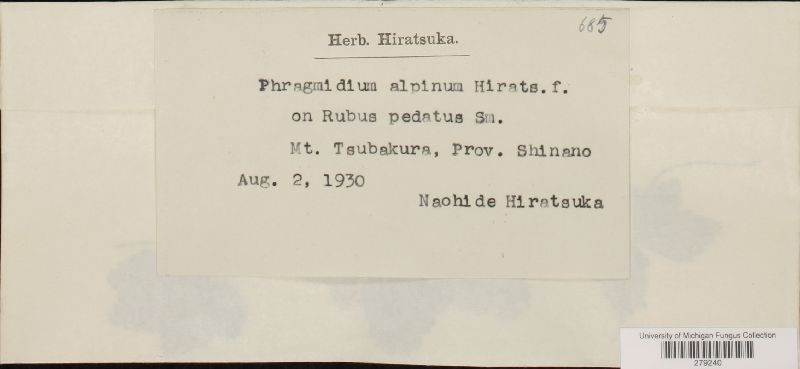 685
Herb. Hiratsuka.
Phragmidium alpinum Hirats.f.
on Rubus pedatus Sm.
Mt. Tsubakura, Prov. Shinano
Aug. 2, 1930
Naohide Hiratsuka
University of Michigan Fungus Collection
279240